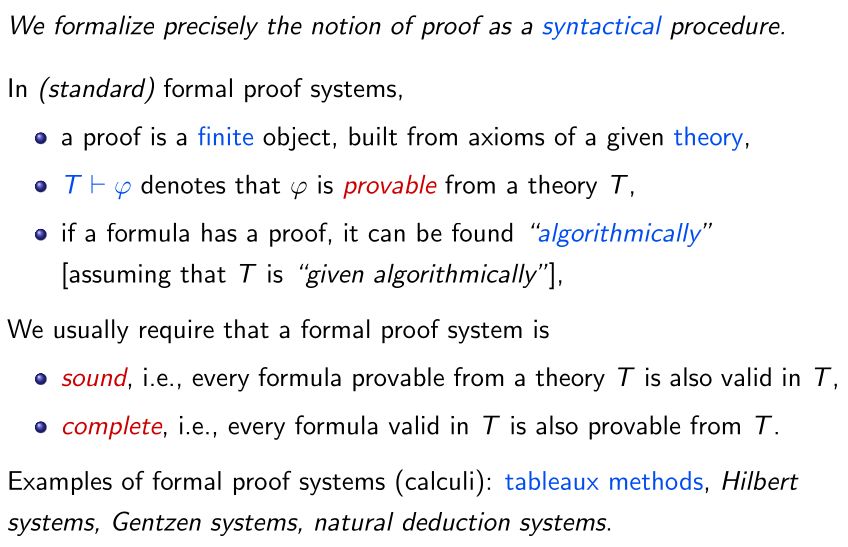 We formalize precisely the notion of proof as a syntactical procedure.
In (standard) formal proof systems,
a proof is a finite object, built from axioms of a given theory,
T ⊢ φ denotes that φ is provable from a theory T,
if a formula has a proof, it can be found “algorithmically”
[assuming that T is “given algorithmically”],
We usually require that a formal proof system is
sound, i.e., every formula provable from a theory T is also valid in T,
complete, i.e., every formula valid in T is also provable from T.
Examples of formal proof systems (calculi): tableaux methods, Hilbert
systems, Gentzen systems, natural deduction systems.